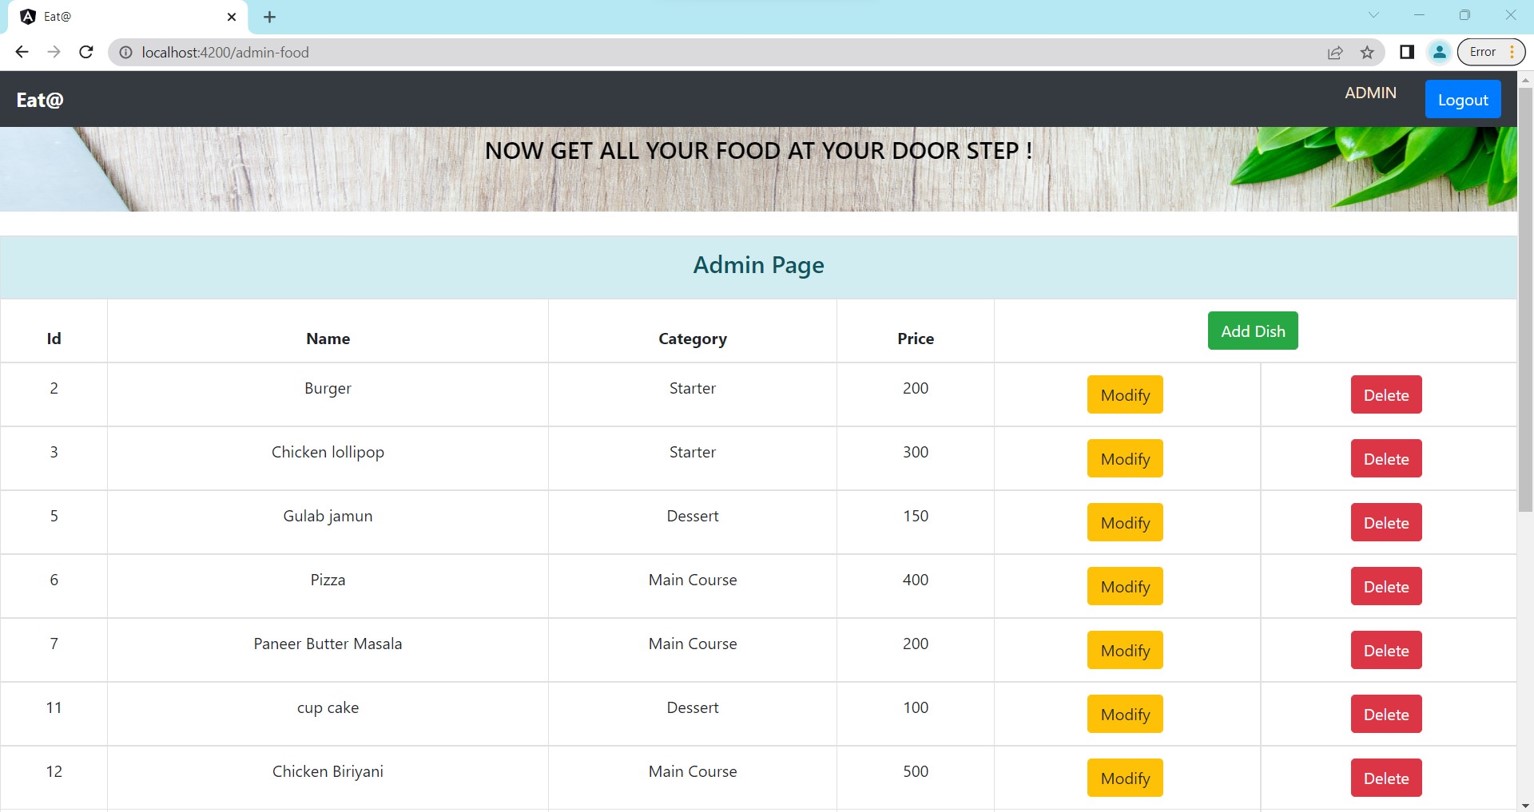 Eat@
localhost:4200/admin-food
Error
Eat@
ADMIN
Logout
NOW GET ALL YOUR FOOD AT YOUR DOOR STEP !
Admin Page
Id Name Category Price Add Dish
2 Burger Starter 200 Modify Delete
3 Chicken lollipop Starter 300 Modify Delete
5 Gulab jamun Dessert 150 Modify Delete
6 Pizza Main Course 400 Modify Delete
7 Paneer Butter Masala Main Course 200 Modify Delete
11 cup cake Dessert 100 Modify Delete
12 Chicken Biriyani Main Course 500 Modify Delete